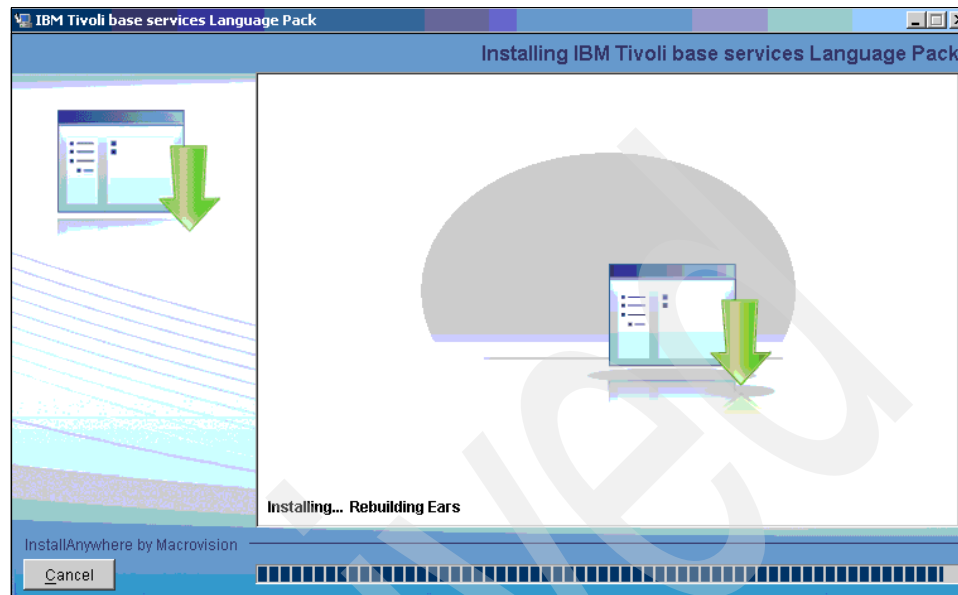 IBM Tivoli base services Language Pack
Installing IBM Tivoli base services Language Pack
Installing... Rebuilding Ears
InstallAnywhere by Macrovision
Cancel